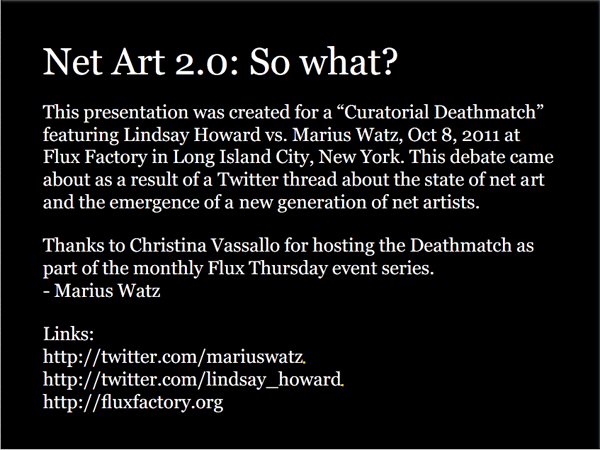 Net Art 2.0: So what?
This presentation was created for a “Curatorial Deathmatch”
featuring Lindsay Howard vs. Marius Watz, Oct 8, 2011 at
Flux Factory in Long Island City, New York. This debate came
about as a result of a Twitter thread about the state of net art
and the emergence of a new generation of net artists.
Thanks to Christina Vassallo for hosting the Deathmatch as
part of the monthly Flux Thursday event series.
- Marius Watz
Links:
http://twitter.com/mariuswatz
http://twitter.com/lindsay_howard
http://fluxfactory.org